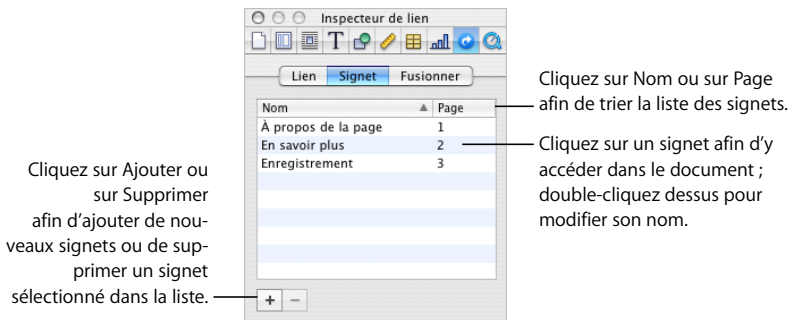 Inspecteur de lien
Lien Signet Fusionner
Nom Page
À propos de la page 1
En savoir plus 2
Enregistrement 3
Cliquez sur Nom ou sur Page
afin de trier la liste des signets.
Cliquez sur un signet afin d’y
accéder dans le document ;
double-cliquez dessus pour
modifier son nom.
Cliquez sur Ajouter ou
sur Supprimer
afin d’ajouter de nou-
veaux signets ou de sup-
primer un signet
sélectionné dans la liste.